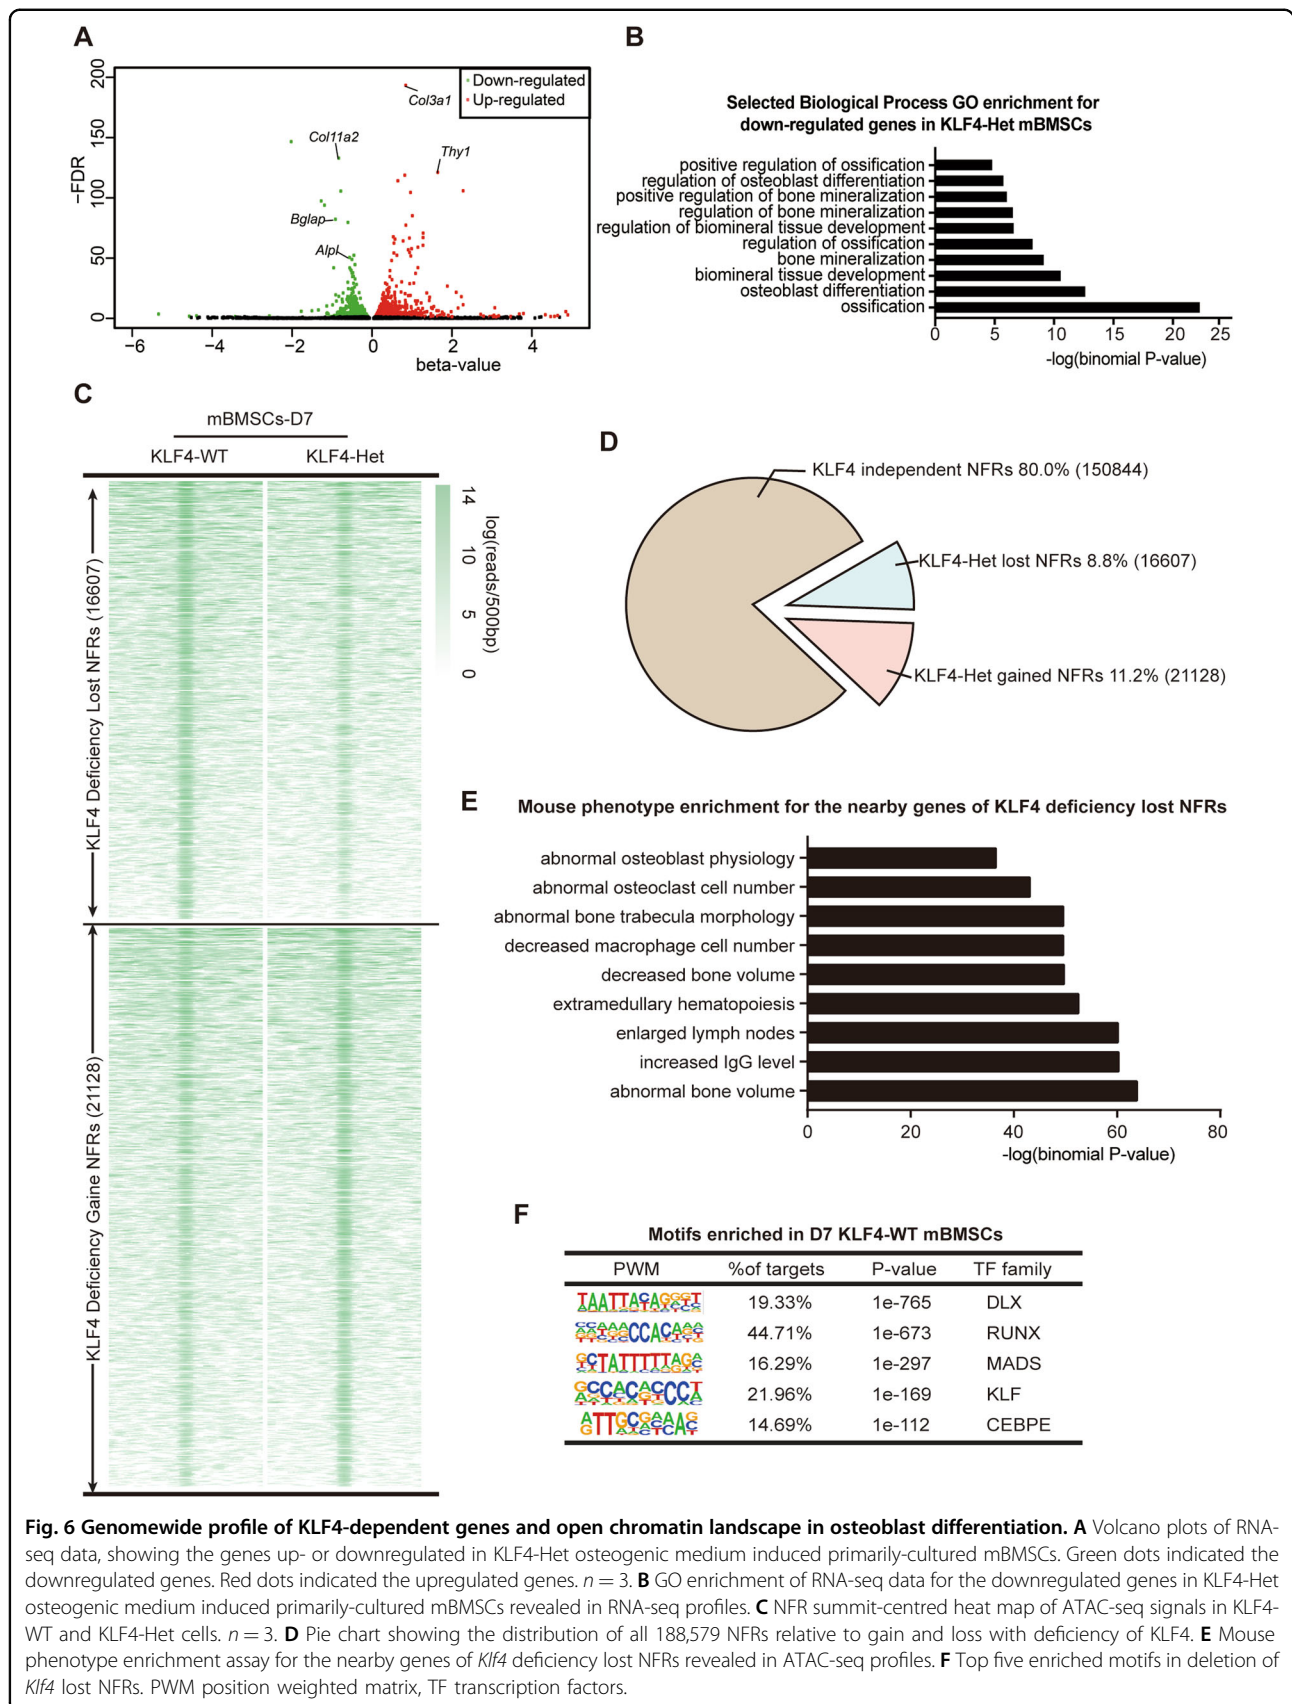 A
200
150
100
50
0
−FDR
Down-regulated
Up-regulated
Col3a1
Col11a2
Thy1
Bglap
Alpl
−6 −4 −2 0 2 4
beta-value
B
Selected Biological Process GO enrichment for
down-regulated genes in KLF4-Het mBMSCs
positive regulation of ossification
regulation of osteoblast differentiation
positive regulation of bone mineralization
regulation of bone mineralization
regulation of biomineral tissue development
regulation of ossification
bone mineralization
biomineral tissue development
osteoblast differentiation
ossification
0 5 10 15 20 25
-log(binomial P-value)
C
mBMSCs-D7
KLF4-WT KLF4-Het
KLF4 Deficiency Lost NFRs (16607)
KLF4 Deficiency Gaine NFRs (21128)
14
10
5
0
log(reads/500bp)
D
KLF4 independent NFRs 80.0% (150844)
KLF4-Het lost NFRs 8.8% (16607)
KLF4-Het gained NFRs 11.2% (21128)
E
Mouse phenotype enrichment for the nearby genes of KLF4 deficiency lost NFRs
abnormal osteoblast physiology
abnormal osteoclast cell number
abnormal bone trabecula morphology
decreased macrophage cell number
decreased bone volume
extramedullary hematopoiesis
enlarged lymph nodes
increased IgG level
abnormal bone volume
0 20 40 60 80
-log(binomial P-value)
F
Motifs enriched in D7 KLF4-WT mBMSCs
PWM %of targets P-value TF family
19.33% 1e-765 DLX
44.71% 1e-673 RUNX
16.29% 1e-297 MADS
21.96% 1e-169 KLF
14.69% 1e-112 CEBPE
Fig. 6 Genomewide profile of KLF4-dependent genes and open chromatin landscape in osteoblast differentiation. A Volcano plots of RNA-
seq data, showing the genes up- or downregulated in KLF4-Het osteogenic medium induced primarily-cultured mBMSCs. Green dots indicated the
downregulated genes. Red dots indicated the upregulated genes. n = 3. B GO enrichment of RNA-seq data for the downregulated genes in KLF4-Het
osteogenic medium induced primarily-cultured mBMSCs revealed in RNA-seq profiles. C NFR summit-centred heat map of ATAC-seq signals in KLF4-
WT and KLF4-Het cells. n = 3. D Pie chart showing the distribution of all 188,579 NFRs relative to gain and loss with deficiency of KLF4. E Mouse
phenotype enrichment assay for the nearby genes of Klf4 deficiency lost NFRs revealed in ATAC-seq profiles. F Top five enriched motifs in deletion of
Klf4 lost NFRs. PWM position weighted matrix, TF transcription factors.